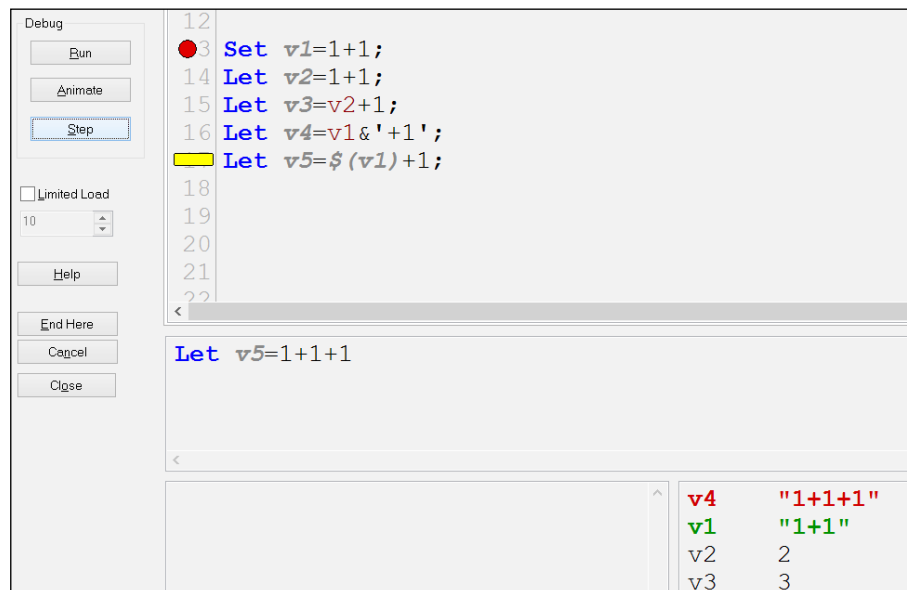 Debug
Run
Animate
Step
Limited Load
10
Help
End Here
Cancel
Close
12
3 Set v1=1+1;
14 Let v2=1+1;
15 Let v3=v2+1;
16 Let v4=v1&'+1';
Let v5=$(v1)+1;
18
19
20
21
22
Let v5=1+1+1
v4 "1+1+1"
v1 "1+1"
v2 2
v3 3